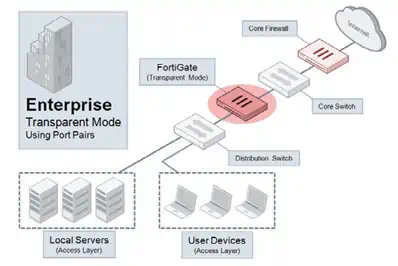 Core Firewall
Internet
FortiGate
(Transparent Mode)
Enterprise
Transparent Mode
Using Port Pairs
Core Switch
Distribution Switch
Local Servers
(Access Layer)
User Devices
(Access Layer)